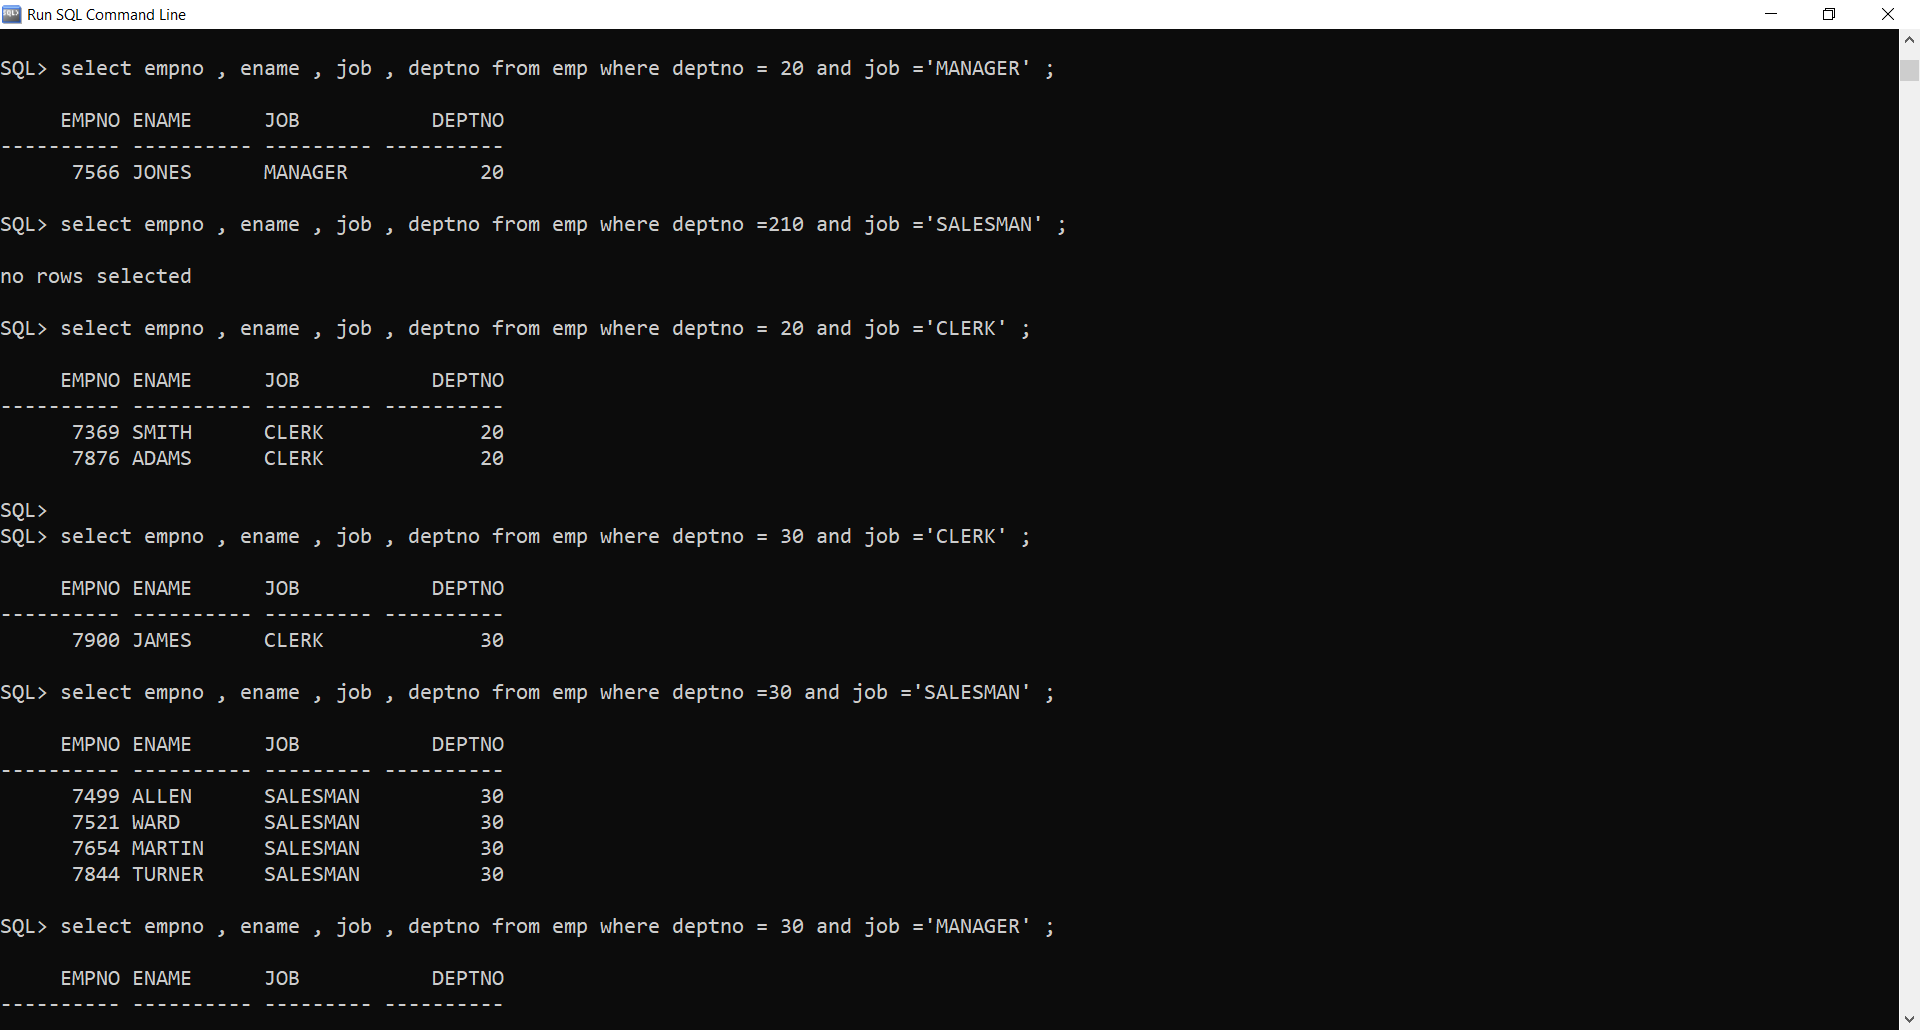 Run SQL Command Line
SQL> select empno , ename , job , deptno from emp where deptno = 20 and job ='MANAGER' ;
     EMPNO ENAME      JOB           DEPTNO
---------- ---------- --------- ----------
      7566 JONES      MANAGER           20
SQL> select empno , ename , job , deptno from emp where deptno =210 and job ='SALESMAN' ;
no rows selected
SQL> select empno , ename , job , deptno from emp where deptno = 20 and job ='CLERK' ;
     EMPNO ENAME      JOB           DEPTNO
---------- ---------- --------- ----------
      7369 SMITH      CLERK             20
      7876 ADAMS      CLERK             20
SQL>
SQL> select empno , ename , job , deptno from emp where deptno = 30 and job ='CLERK' ;
     EMPNO ENAME      JOB           DEPTNO
---------- ---------- --------- ----------
      7900 JAMES      CLERK             30
SQL> select empno , ename , job , deptno from emp where deptno =30 and job ='SALESMAN' ;
     EMPNO ENAME      JOB           DEPTNO
---------- ---------- --------- ----------
      7499 ALLEN      SALESMAN          30
      7521 WARD       SALESMAN          30
      7654 MARTIN     SALESMAN          30
      7844 TURNER     SALESMAN          30
SQL> select empno , ename , job , deptno from emp where deptno = 30 and job ='MANAGER' ;
     EMPNO ENAME      JOB           DEPTNO
---------- ---------- --------- ----------